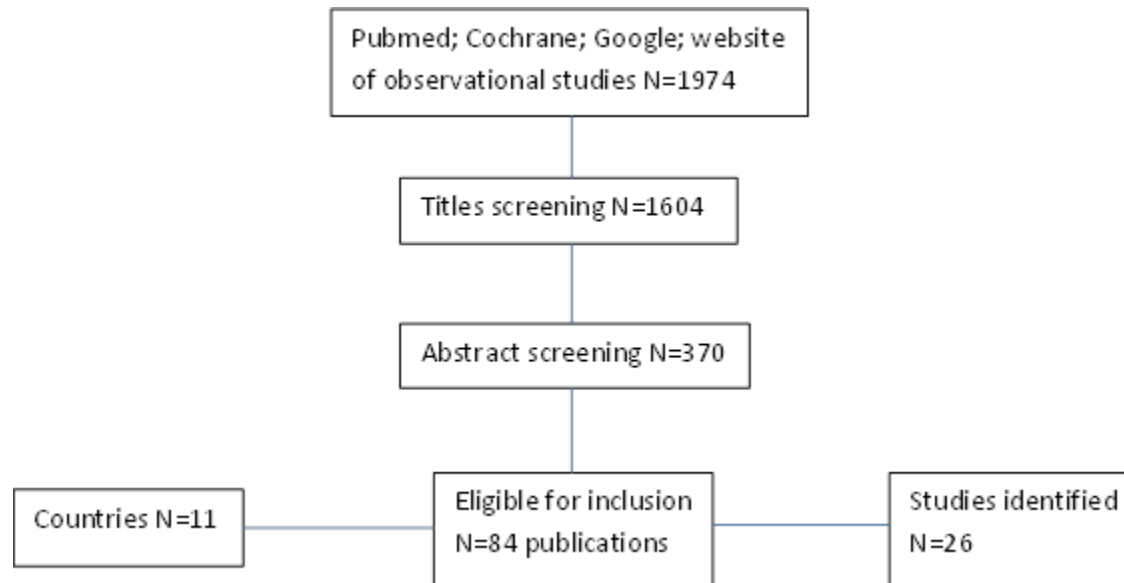 Pubmed; Cochrane; Google; website
of observational studies N=1974
Titles screening N=1604
Abstract screening N=370
Countries N=11
Eligible for inclusion
N=84 publications
Studies identified
N=26